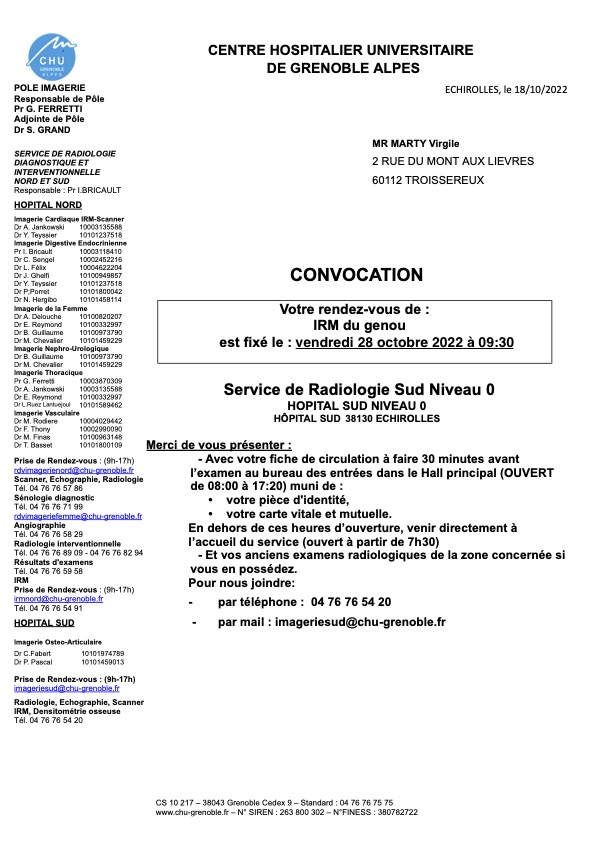 CHU
GRENOBLE
ALPES
POLE IMAGERIE
Responsable de Pôle
Pr G. FERRETTI
Adjointe de Pôle
Dr S. GRAND
SERVICE DE RADIOLOGIE
DIAGNOSTIQUE ET
INTERVENTIONNELLE
NORD ET SUD
Responsable : Pr I.BRICAULT
HOPITAL NORD
Imagerie Cardiaque IRM-Scanner
Dr A. Jankowski 10003135588
Dr Y. Teyssier 10101237518
Imagerie Digestive Endocrinienne
Pr I. Bricault 10003118410
Dr C. Sengel 10002452216
Dr L. Félix 10004622204
Dr J. Ghelfi 10100949857
Dr Y. Teyssier 10101237518
Dr P;Porret 10101800042
Dr N. Hergibo 10101458114
Imagerie de la Femme
Dr A. Delouche 10100820207
Dr E. Reymond 10100332997
Dr B. Guillaume 10100973790
Dr M. Chevalier 10101459229
Imagerie Nephro-Urologique
Dr B. Guillaume 10100973790
Dr M. Chevalier 10101459229
Imagerie Thoracique
Pr G. Ferretti 10003870309
Dr A. Jankowski 10003135588
Dr E. Reymond 10100332997
Dr L.Ruez Lantuejoul 10101589462
Imagerie Vasculaire
Dr M. Rodiere 10004029442
Dr F. Thony 10002990090
Dr M. Finas 10100963148
Dr T. Basset 10101800109
Prise de Rendez-vous : (9h-17h)
rdvimagerienord@chu-grenoble.fr
Scanner, Echographie, Radiologie
Tél. 04 76 76 57 86
Sénologie diagnostic
Tél. 04 76 76 71 99
rdvimageriefemme@chu-grenoble.fr
Angiographie
Tél. 04 76 76 58 29
Radiologie interventionnelle
Tél. 04 76 76 89 09 - 04 76 76 82 94
Résultats d'examens
Tél. 04 76 76 59 58
IRM
Prise de Rendez-vous : (9h-17h)
irmnord@chu-grenoble.fr
Tél. 04 76 76 54 91
HOPITAL SUD
Imagerie Osteo-Articulaire
Dr C.Fabert 10101974789
Dr P. Pascal 10101459013
Prise de Rendez-vous : (9h-17h)
imageriesud@chu-grenoble.fr
Radiologie, Echographie, Scanner
IRM, Densitométrie osseuse
Tél. 04 76 76 54 20
CENTRE HOSPITALIER UNIVERSITAIRE
DE GRENOBLE ALPES
ECHIROLLES, le 18/10/2022
MR MARTY Virgile
2 RUE DU MONT AUX LIEVRES
60112 TROISSEREUX
CONVOCATION
Votre rendez-vous de :
IRM du genou
est fixé le : vendredi 28 octobre 2022 à 09:30
Service de Radiologie Sud Niveau 0
HOPITAL SUD NIVEAU 0
HÔPITAL SUD 38130 ECHIROLLES
Merci de vous présenter :
- Avec votre fiche de circulation à faire 30 minutes avant
l'examen au bureau des entrées dans le Hall principal (OUVERT
de 08:00 à 17:20) muni de :
• votre pièce d'identité,
• votre carte vitale et mutuelle.
En dehors de ces heures d'ouverture, venir directement à
l'accueil du service (ouvert à partir de 7h30)
- Et vos anciens examens radiologiques de la zone concernée si
vous en possédez.
Pour nous joindre:
- par téléphone : 04 76 76 54 20
- par mail : imageriesud@chu-grenoble.fr
CS 10 217 – 38043 Grenoble Cedex 9 – Standard : 04 76 76 75 75
www.chu-grenoble.fr – N° SIREN : 263 800 302 – N°FINESS : 380782722